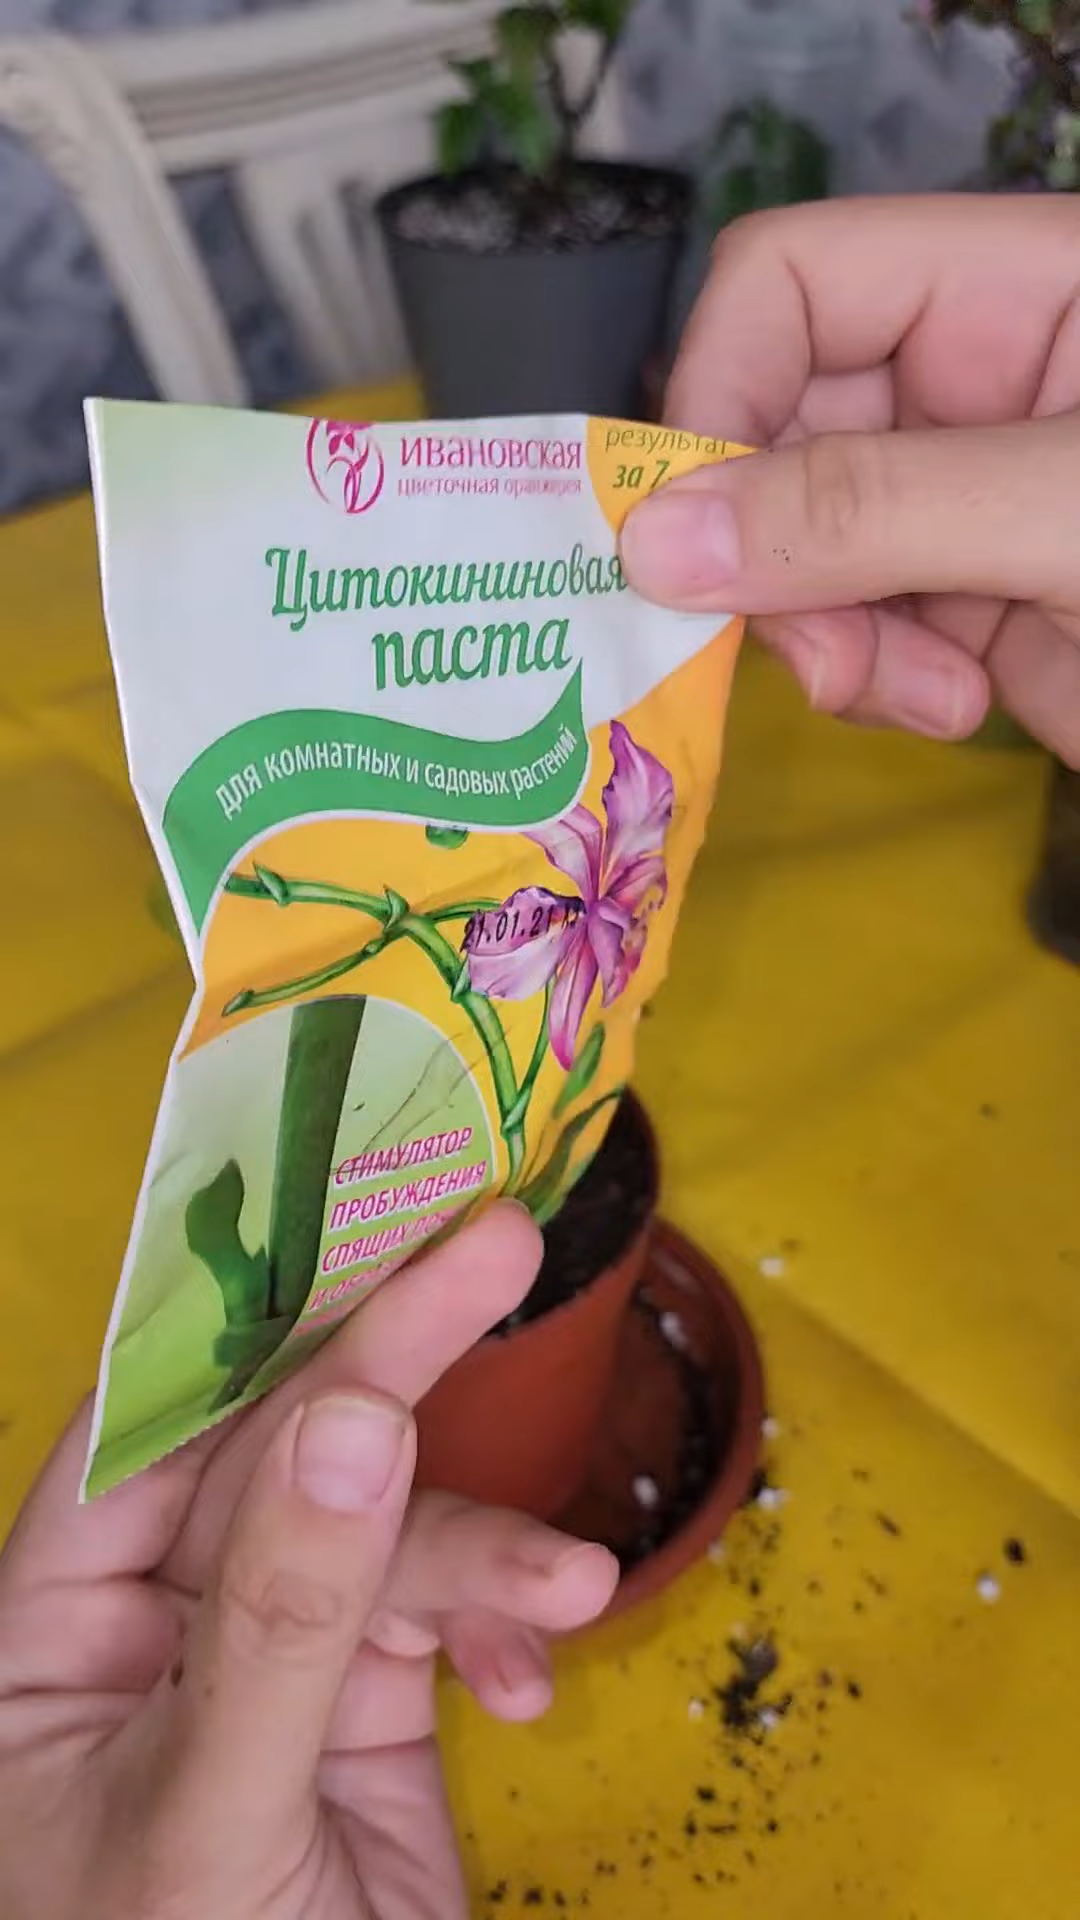 ИВАНОВСКАЯ
цветочная оранжерея
результат
за 7
Цитокининовая
паста
для комнатных и садовых растений
21.01.21
СТИМУЛЯТОР
ПРОБУЖДЕНИЯ
СПЯЩИХ
И